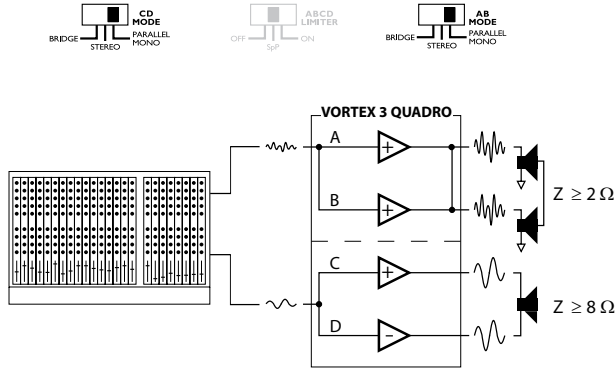 CD
MODE
BRIDGE
STEREO
PARALLEL
MONO
ABCD
LIMITER
OFF
SpP
ON
AB
MODE
BRIDGE
STEREO
PARALLEL
MONO
VORTEX 3 QUADRO
A
+
B
+
Z ≥ 2 Ω
C
+
D
−
Z ≥ 8 Ω